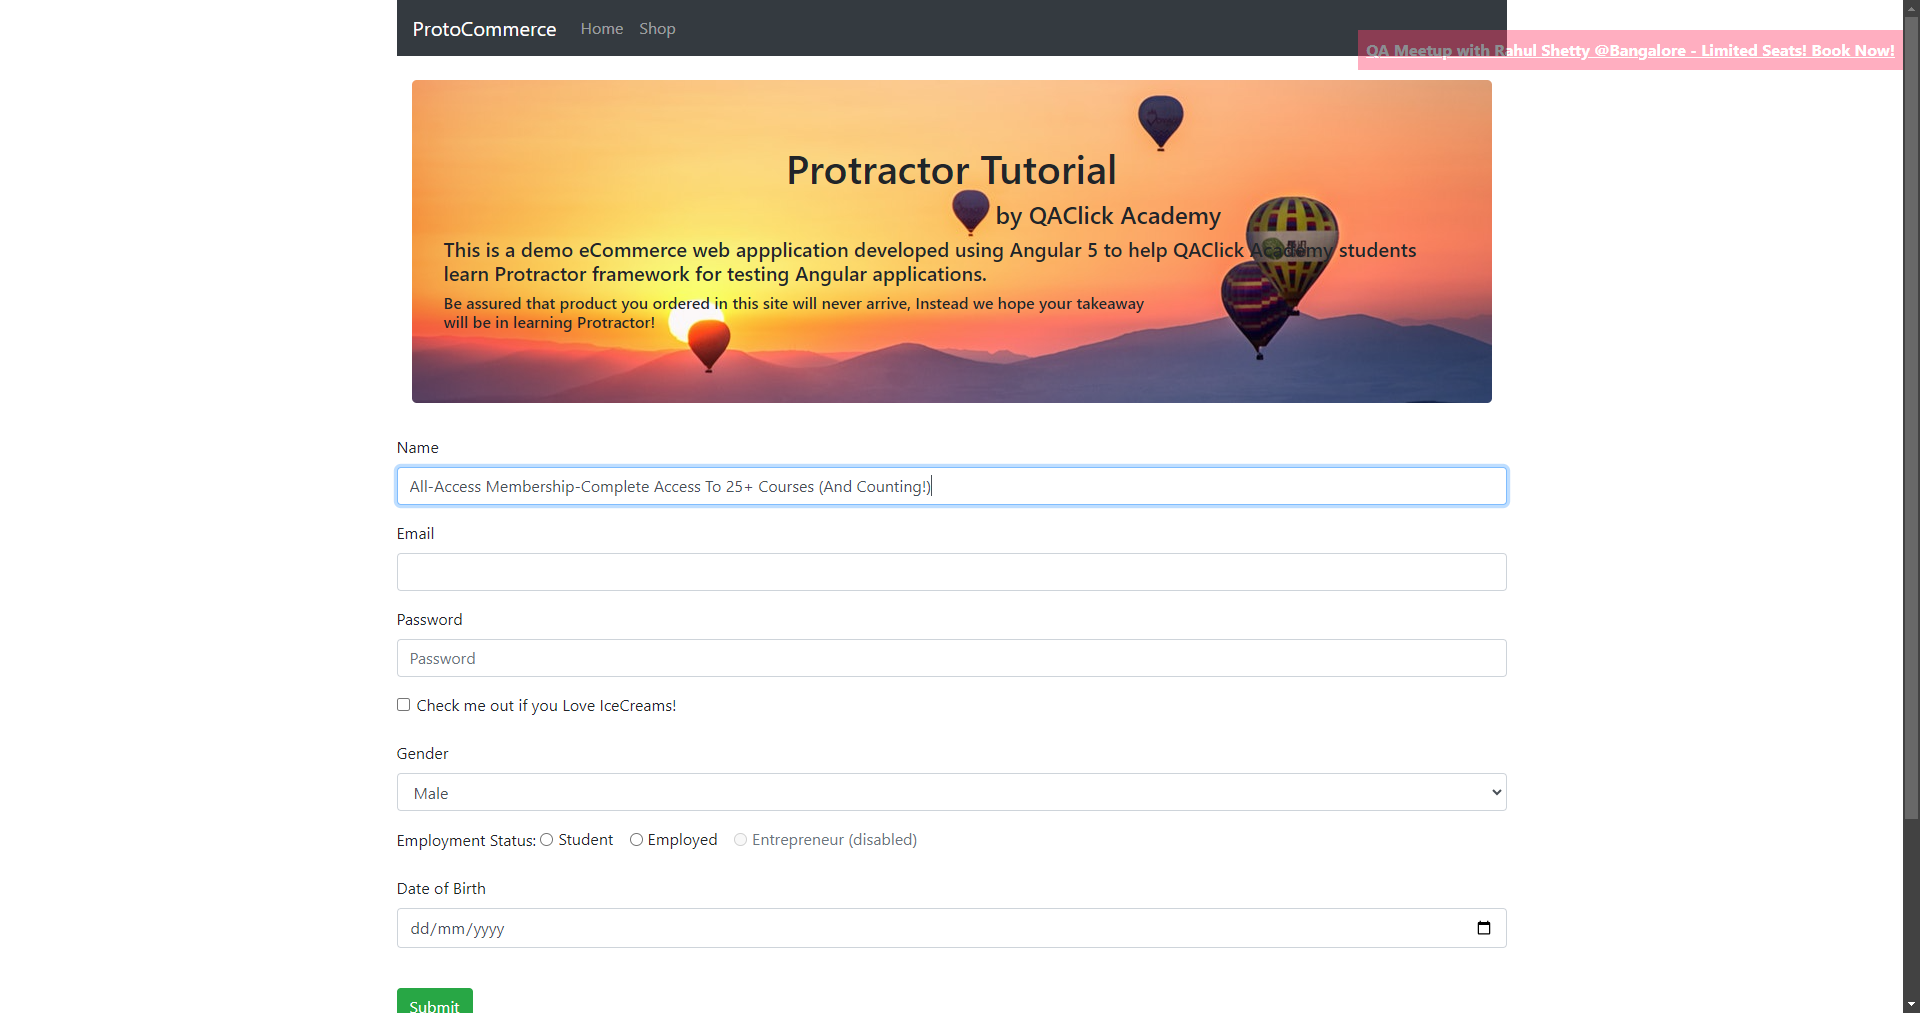 ProtoCommerce Home Shop
QA Meetup with Rahul Shetty @Bangalore - Limited Seats! Book Now!
Protractor Tutorial
by QAClick Academy
This is a demo eCommerce web appplication developed using Angular 5 to help QAClick Academy students
learn Protractor framework for testing Angular applications.
Be assured that product you ordered in this site will never arrive, Instead we hope your takeaway
will be in learning Protractor!
Name
All-Access Membership-Complete Access To 25+ Courses (And Counting!)
Email
Password
Password
Check me out if you Love IceCreams!
Gender
Male
Employment Status: Student Employed Entrepreneur (disabled)
Date of Birth
dd/mm/yyyy
Submit